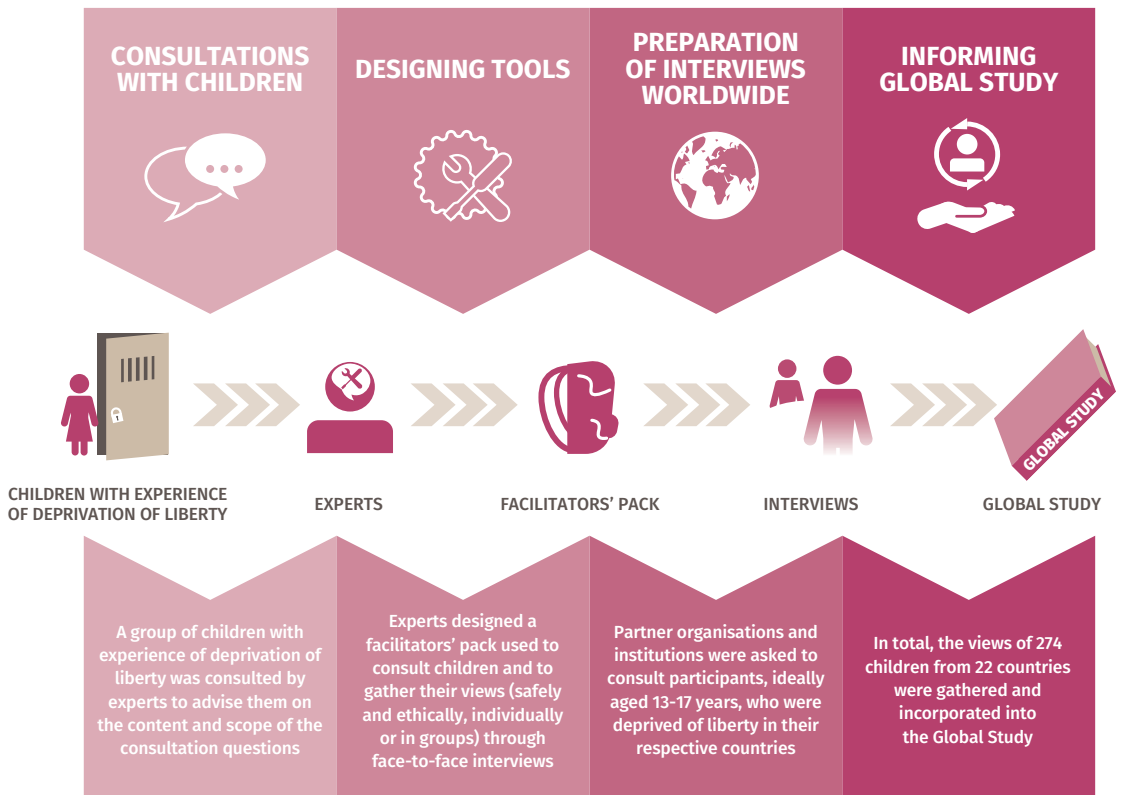 CONSULTATIONS
WITH CHILDREN
DESIGNING TOOLS
PREPARATION
OF INTERVIEWS
WORLDWIDE
INFORMING
GLOBAL STUDY
GLOBAL STUDY
CHILDREN WITH EXPERIENCE
OF DEPRIVATION OF LIBERTY
EXPERTS
FACILITATORS’ PACK
INTERVIEWS
GLOBAL STUDY
A group of children with
experience of deprivation of
liberty was consulted by
experts to advise them on
the content and scope of the
consultation questions
Experts designed a
facilitators’ pack used to
consult children and to
gather their views (safely
and ethically, individually
or in groups) through
face-to-face interviews
Partner organisations and
institutions were asked to
consult participants, ideally
aged 13-17 years, who were
deprived of liberty in their
respective countries
In total, the views of 274
children from 22 countries
were gathered and
incorporated into
the Global Study